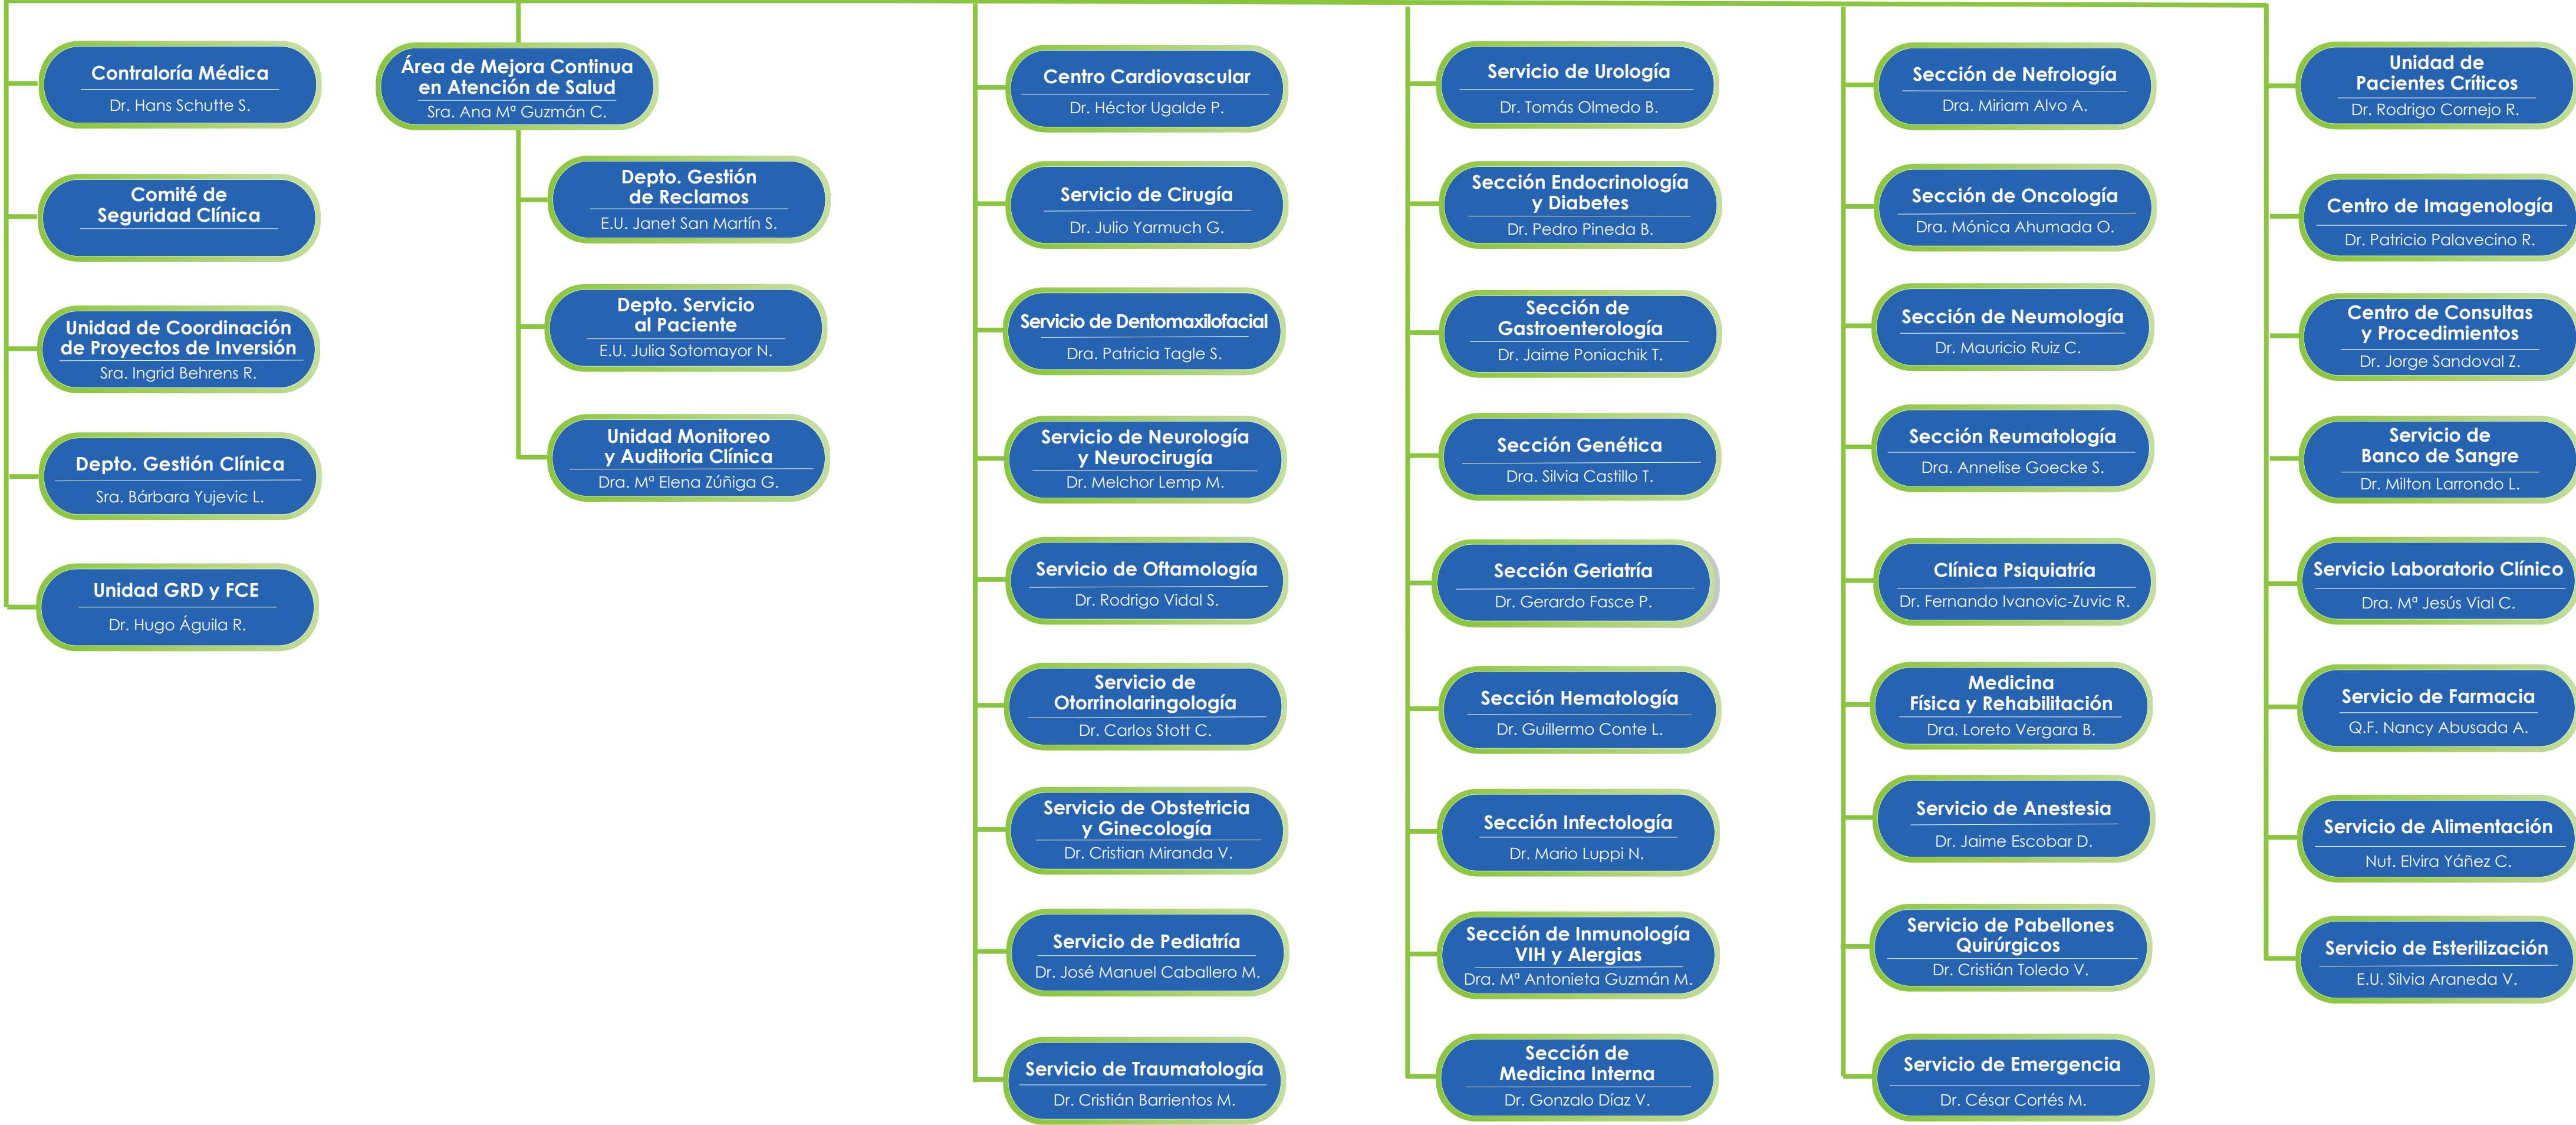 Contraloría Médica
Dr. Hans Schutte S.
Comité de
Seguridad Clínica
Unidad de Coordinación
de Proyectos de Inversión
Sra. Ingrid Behrens R.
Depto. Gestión Clínica
Sra. Bárbara Yujevic L.
Unidad GRD y FCE
Dr. Hugo Águila R.
Área de Mejora Continua
en Atención de Salud
Sra. Ana Mª Guzmán C.
Depto. Gestión
de Reclamos
E.U. Janet San Martín S.
Depto. Servicio
al Paciente
E.U. Julia Sotomayor N.
Unidad Monitoreo
y Auditoria Clínica
Dra. Mª Elena Zúñiga G.
Centro Cardiovascular
Dr. Héctor Ugalde P.
Servicio de Cirugía
Dr. Julio Yarmuch G.
Servicio de Dentomaxilofacial
Dra. Patricia Tagle S.
Servicio de Neurología
y Neurocirugía
Dr. Melchor Lemp M.
Servicio de Oftamología
Dr. Rodrigo Vidal S.
Servicio de
Otorrinolaringología
Dr. Carlos Stott C.
Servicio de Obstetricia
y Ginecología
Dr. Cristian Miranda V.
Servicio de Pediatría
Dr. José Manuel Caballero M.
Servicio de Traumatología
Dr. Cristián Barrientos M.
Servicio de Urología
Dr. Tomás Olmedo B.
Sección Endocrinología
y Diabetes
Dr. Pedro Pineda B.
Sección de
Gastroenterología
Dr. Jaime Poniachik T.
Sección Genética
Dra. Silvia Castillo T.
Sección Geriatría
Dr. Gerardo Fasce P.
Sección Hematología
Dr. Guillermo Conte L.
Sección Infectología
Dr. Mario Luppi N.
Sección de Inmunología
VIH y Alergias
Dra. Mª Antonieta Guzmán M.
Sección de
Medicina Interna
Dr. Gonzalo Díaz V.
Sección de Nefrología
Dra. Miriam Alvo A.
Sección de Oncología
Dra. Mónica Ahumada O.
Sección de Neumología
Dr. Mauricio Ruiz C.
Sección Reumatología
Dra. Annelise Goecke S.
Clínica Psiquiatría
Dr. Fernando Ivanovic-Zuvic R.
Medicina
Física y Rehabilitación
Dra. Loreto Vergara B.
Servicio de Anestesia
Dr. Jaime Escobar D.
Servicio de Pabellones
Quirúrgicos
Dr. Cristián Toledo V.
Servicio de Emergencia
Dr. César Cortés M.
Unidad de
Pacientes Críticos
Dr. Rodrigo Cornejo R.
Centro de Imagenología
Dr. Patricio Palavecino R.
Centro de Consultas
y Procedimientos
Dr. Jorge Sandoval Z.
Servicio de
Banco de Sangre
Dr. Milton Larrondo L.
Servicio Laboratorio Clínico
Dra. Mª Jesús Vial C.
Servicio de Farmacia
Q.F. Nancy Abusada A.
Servicio de Alimentación
Nut. Elvira Yáñez C.
Servicio de Esterilización
E.U. Silvia Araneda V.